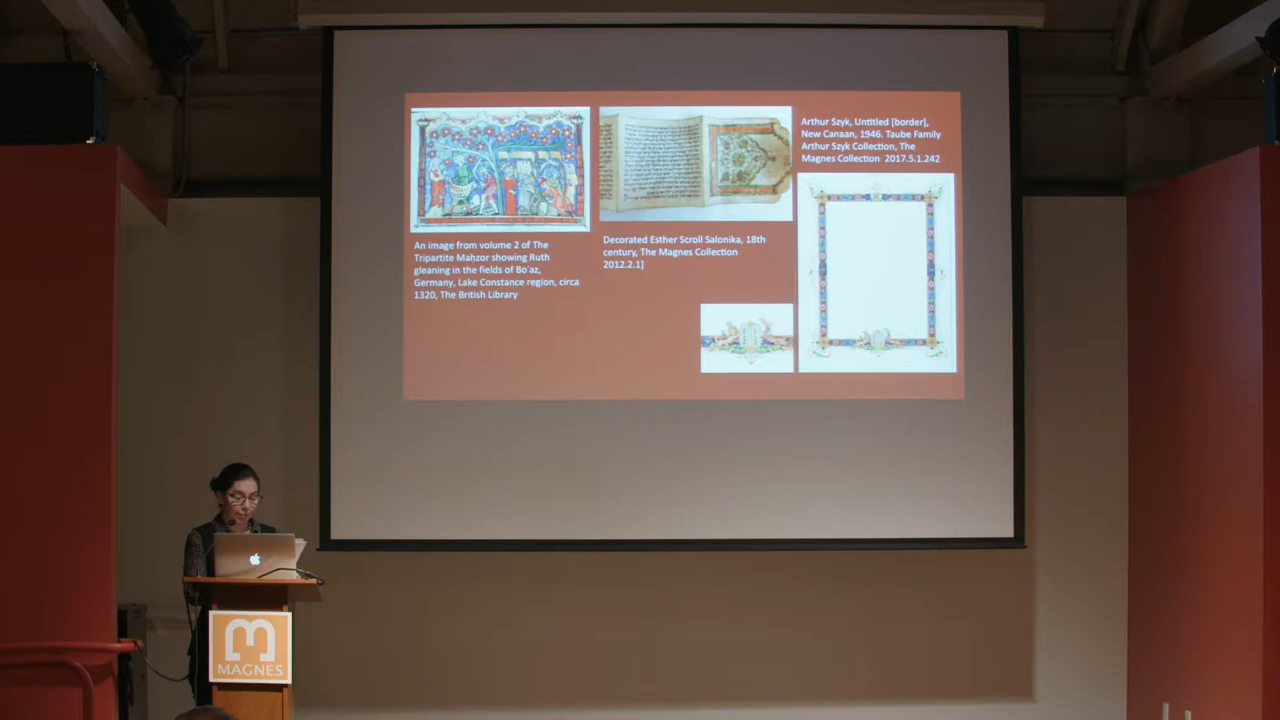 An image from volume 2 of The
Tripartite Maḥzor showing Ruth
gleaning in the fields of Bo'az,
Germany, Lake Constance region, circa
1320, The British Library
Decorated Esther Scroll Salonika, 18th
century, The Magnes Collection
2012.2.1]
Arthur Szyk, Untitled [border],
New Canaan, 1946. Taube Family
Arthur Szyk Collection, The
Magnes Collection 2017.5.1.242
MAGNES